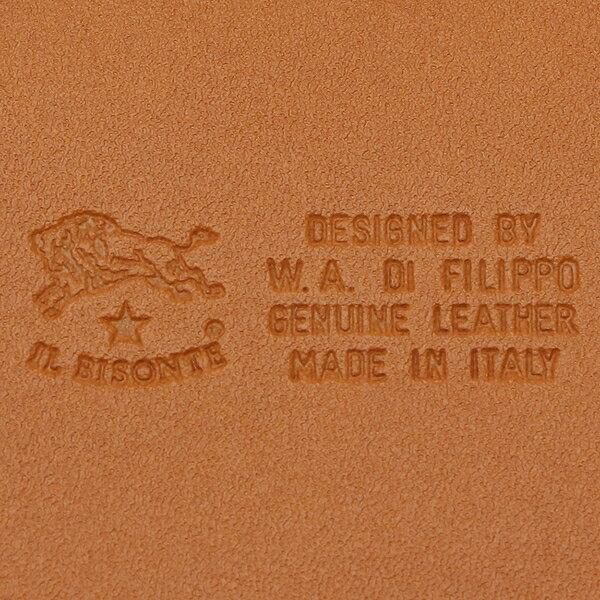 IL BISONTE
DESIGNED BY
W. A. DI FILIPPO
GENUINE LEATHER
MADE IN ITALY